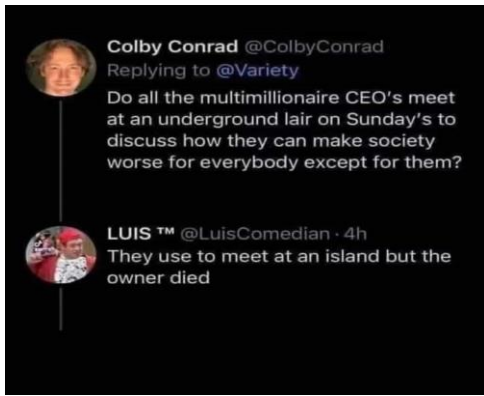 Colby Conrad @ColbyConrad
Replying to @Variety
Do all the multimillionaire CEO's meet
at an underground lair on Sunday's to
discuss how they can make society
worse for everybody except for them?
LUIS ™ @LuisComedian · 4h
They use to meet at an island but the
owner died